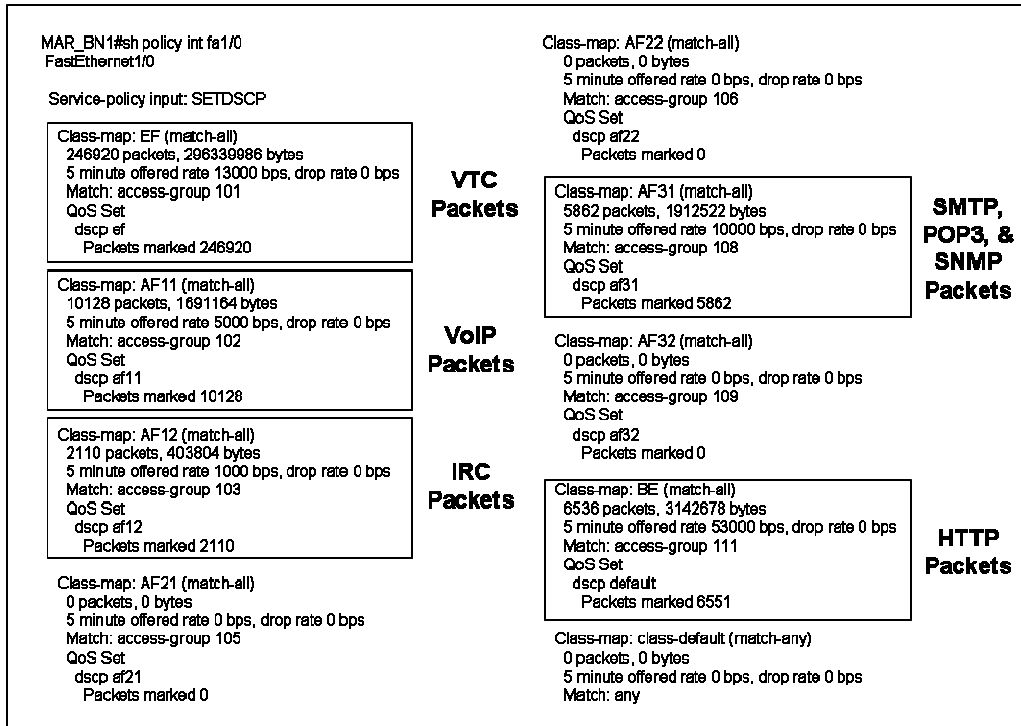 MAR_BN1#sh policy int fa1/0
FastEthernet1/0
Service-policy input: SETDSCP
Class-map: EF (match-all)
246920 packets, 296339986 bytes
5 minute offered rate 13000 bps, drop rate 0 bps
Match: access-group 101
QoS Set
dscp ef
Packets marked 246920
VTC
Packets
Class-map: AF11 (match-all)
10128 packets, 1691164 bytes
5 minute offered rate 5000 bps, drop rate 0 bps
Match: access-group 102
QoS Set
dscp af11
Packets marked 10128
VoIP
Packets
Class-map: AF12 (match-all)
2110 packets, 403804 bytes
5 minute offered rate 1000 bps, drop rate 0 bps
Match: access-group 103
QoS Set
dscp af12
Packets marked 2110
IRC
Packets
Class-map: AF21 (match-all)
0 packets, 0 bytes
5 minute offered rate 0 bps, drop rate 0 bps
Match: access-group 105
QoS Set
dscp af21
Packets marked 0
Class-map: AF22 (match-all)
0 packets, 0 bytes
5 minute offered rate 0 bps, drop rate 0 bps
Match: access-group 106
QoS Set
dscp af22
Packets marked 0
Class-map: AF31 (match-all)
5862 packets, 1912522 bytes
5 minute offered rate 10000 bps, drop rate 0 bps
Match: access-group 108
QoS Set
dscp af31
Packets marked 5862
SMTP,
POP3, &
SNMP
Packets
Class-map: AF32 (match-all)
0 packets, 0 bytes
5 minute offered rate 0 bps, drop rate 0 bps
Match: access-group 109
QoS Set
dscp af32
Packets marked 0
Class-map: BE (match-all)
6536 packets, 3142678 bytes
5 minute offered rate 53000 bps, drop rate 0 bps
Match: access-group 111
QoS Set
dscp default
Packets marked 6551
HTTP
Packets
Class-map: class-default (match-any)
0 packets, 0 bytes
5 minute offered rate 0 bps, drop rate 0 bps
Match: any